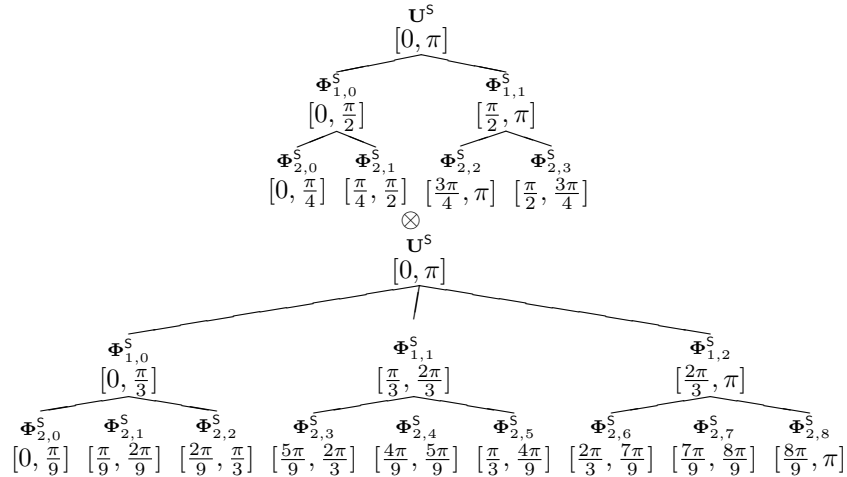 𝐔^𝖲
[0, π]
𝚽^𝖲_{1,0} 𝚽^𝖲_{1,1}
[0, π/2] [π/2, π]
𝚽^𝖲_{2,0} 𝚽^𝖲_{2,1} 𝚽^𝖲_{2,2} 𝚽^𝖲_{2,3}
[0, π/4] [π/4, π/2] [3π/4, π] [π/2, 3π/4]
⊗
𝐔^𝖲
[0, π]
𝚽^𝖲_{1,0} 𝚽^𝖲_{1,1} 𝚽^𝖲_{1,2}
[0, π/3] [π/3, 2π/3] [2π/3, π]
𝚽^𝖲_{2,0} 𝚽^𝖲_{2,1} 𝚽^𝖲_{2,2} 𝚽^𝖲_{2,3} 𝚽^𝖲_{2,4} 𝚽^𝖲_{2,5} 𝚽^𝖲_{2,6} 𝚽^𝖲_{2,7} 𝚽^𝖲_{2,8}
[0, π/9] [π/9, 2π/9] [2π/9, π/3] [5π/9, 2π/3] [4π/9, 5π/9] [π/3, 4π/9] [2π/3, 7π/9] [7π/9, 8π/9] [8π/9, π]